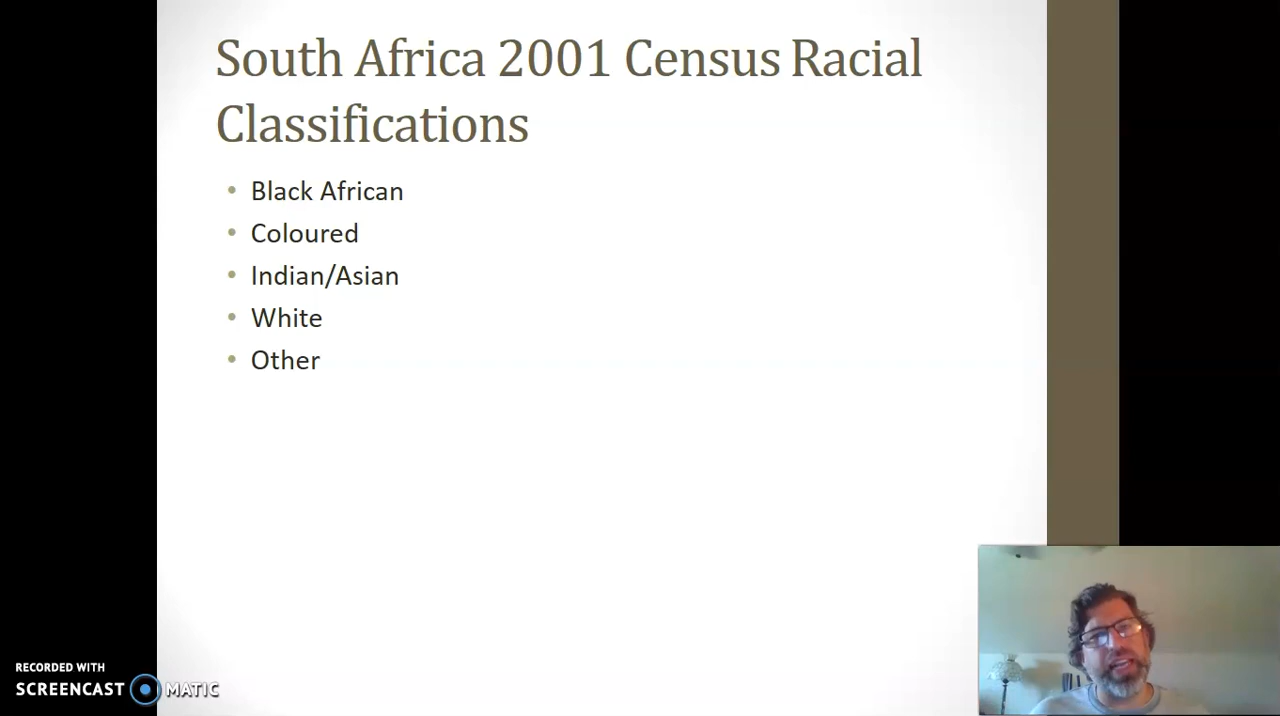 South Africa 2001 Census Racial
Classifications
• Black African
• Coloured
• Indian/Asian
• White
• Other
RECORDED WITH
SCREENCAST MATIC